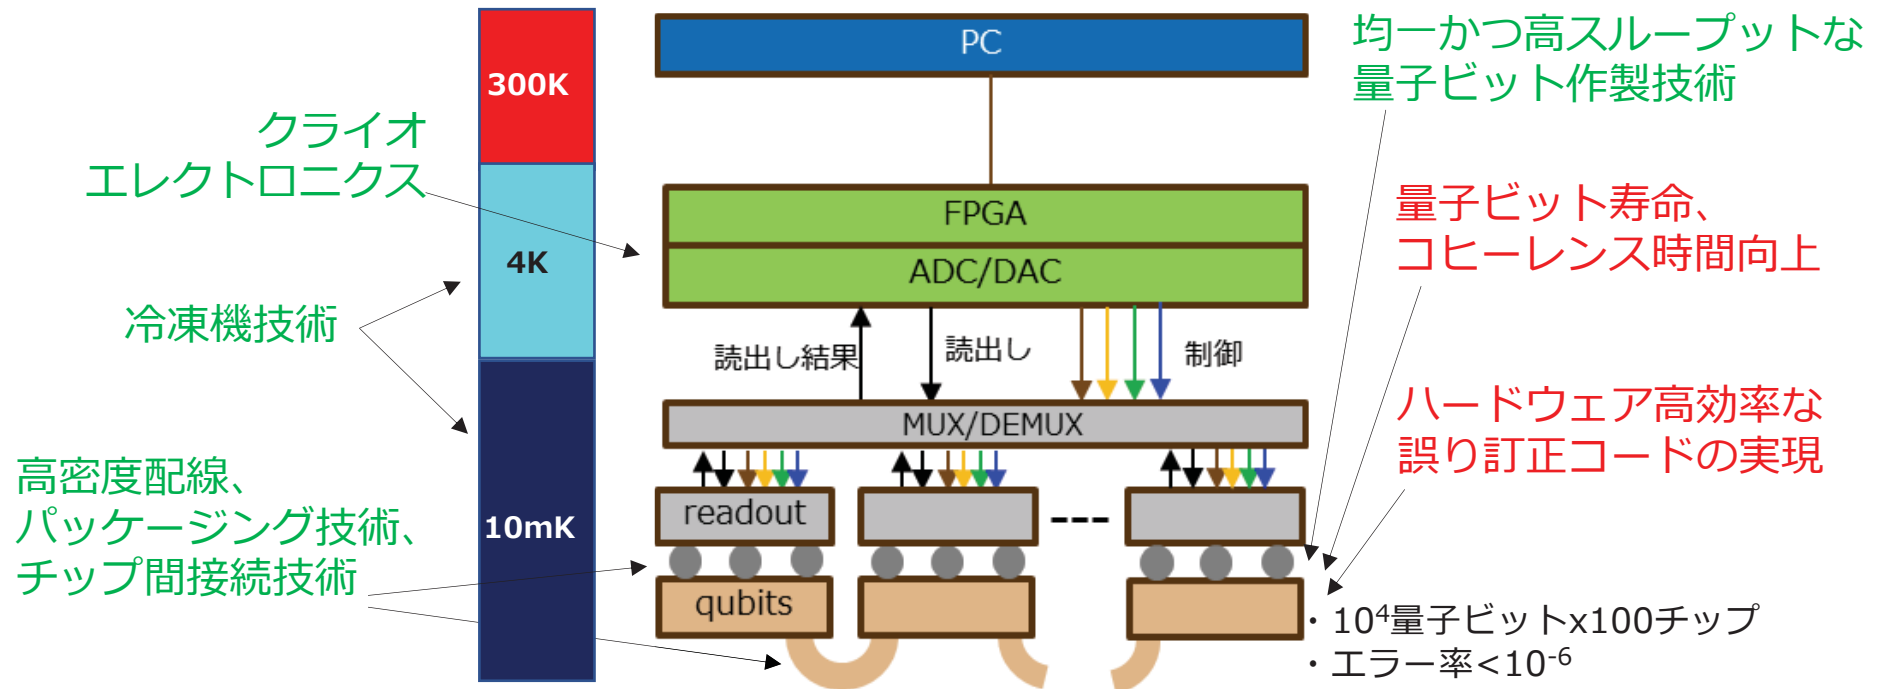 PC
均一かつ高スループットな
量子ビット作製技術
300K
クライオ
エレクトロニクス
FPGA
量子ビット寿命、
コヒーレンス時間向上
4K
ADC/DAC
冷凍機技術
読出し結果
読出し
制御
MUX/DEMUX
ハードウェア高効率な
誤り訂正コードの実現
高密度配線、
パッケージング技術、
チップ間接続技術
10mK
readout
---
qubits
・10⁴量子ビットx100チップ
・エラー率<10⁻⁶